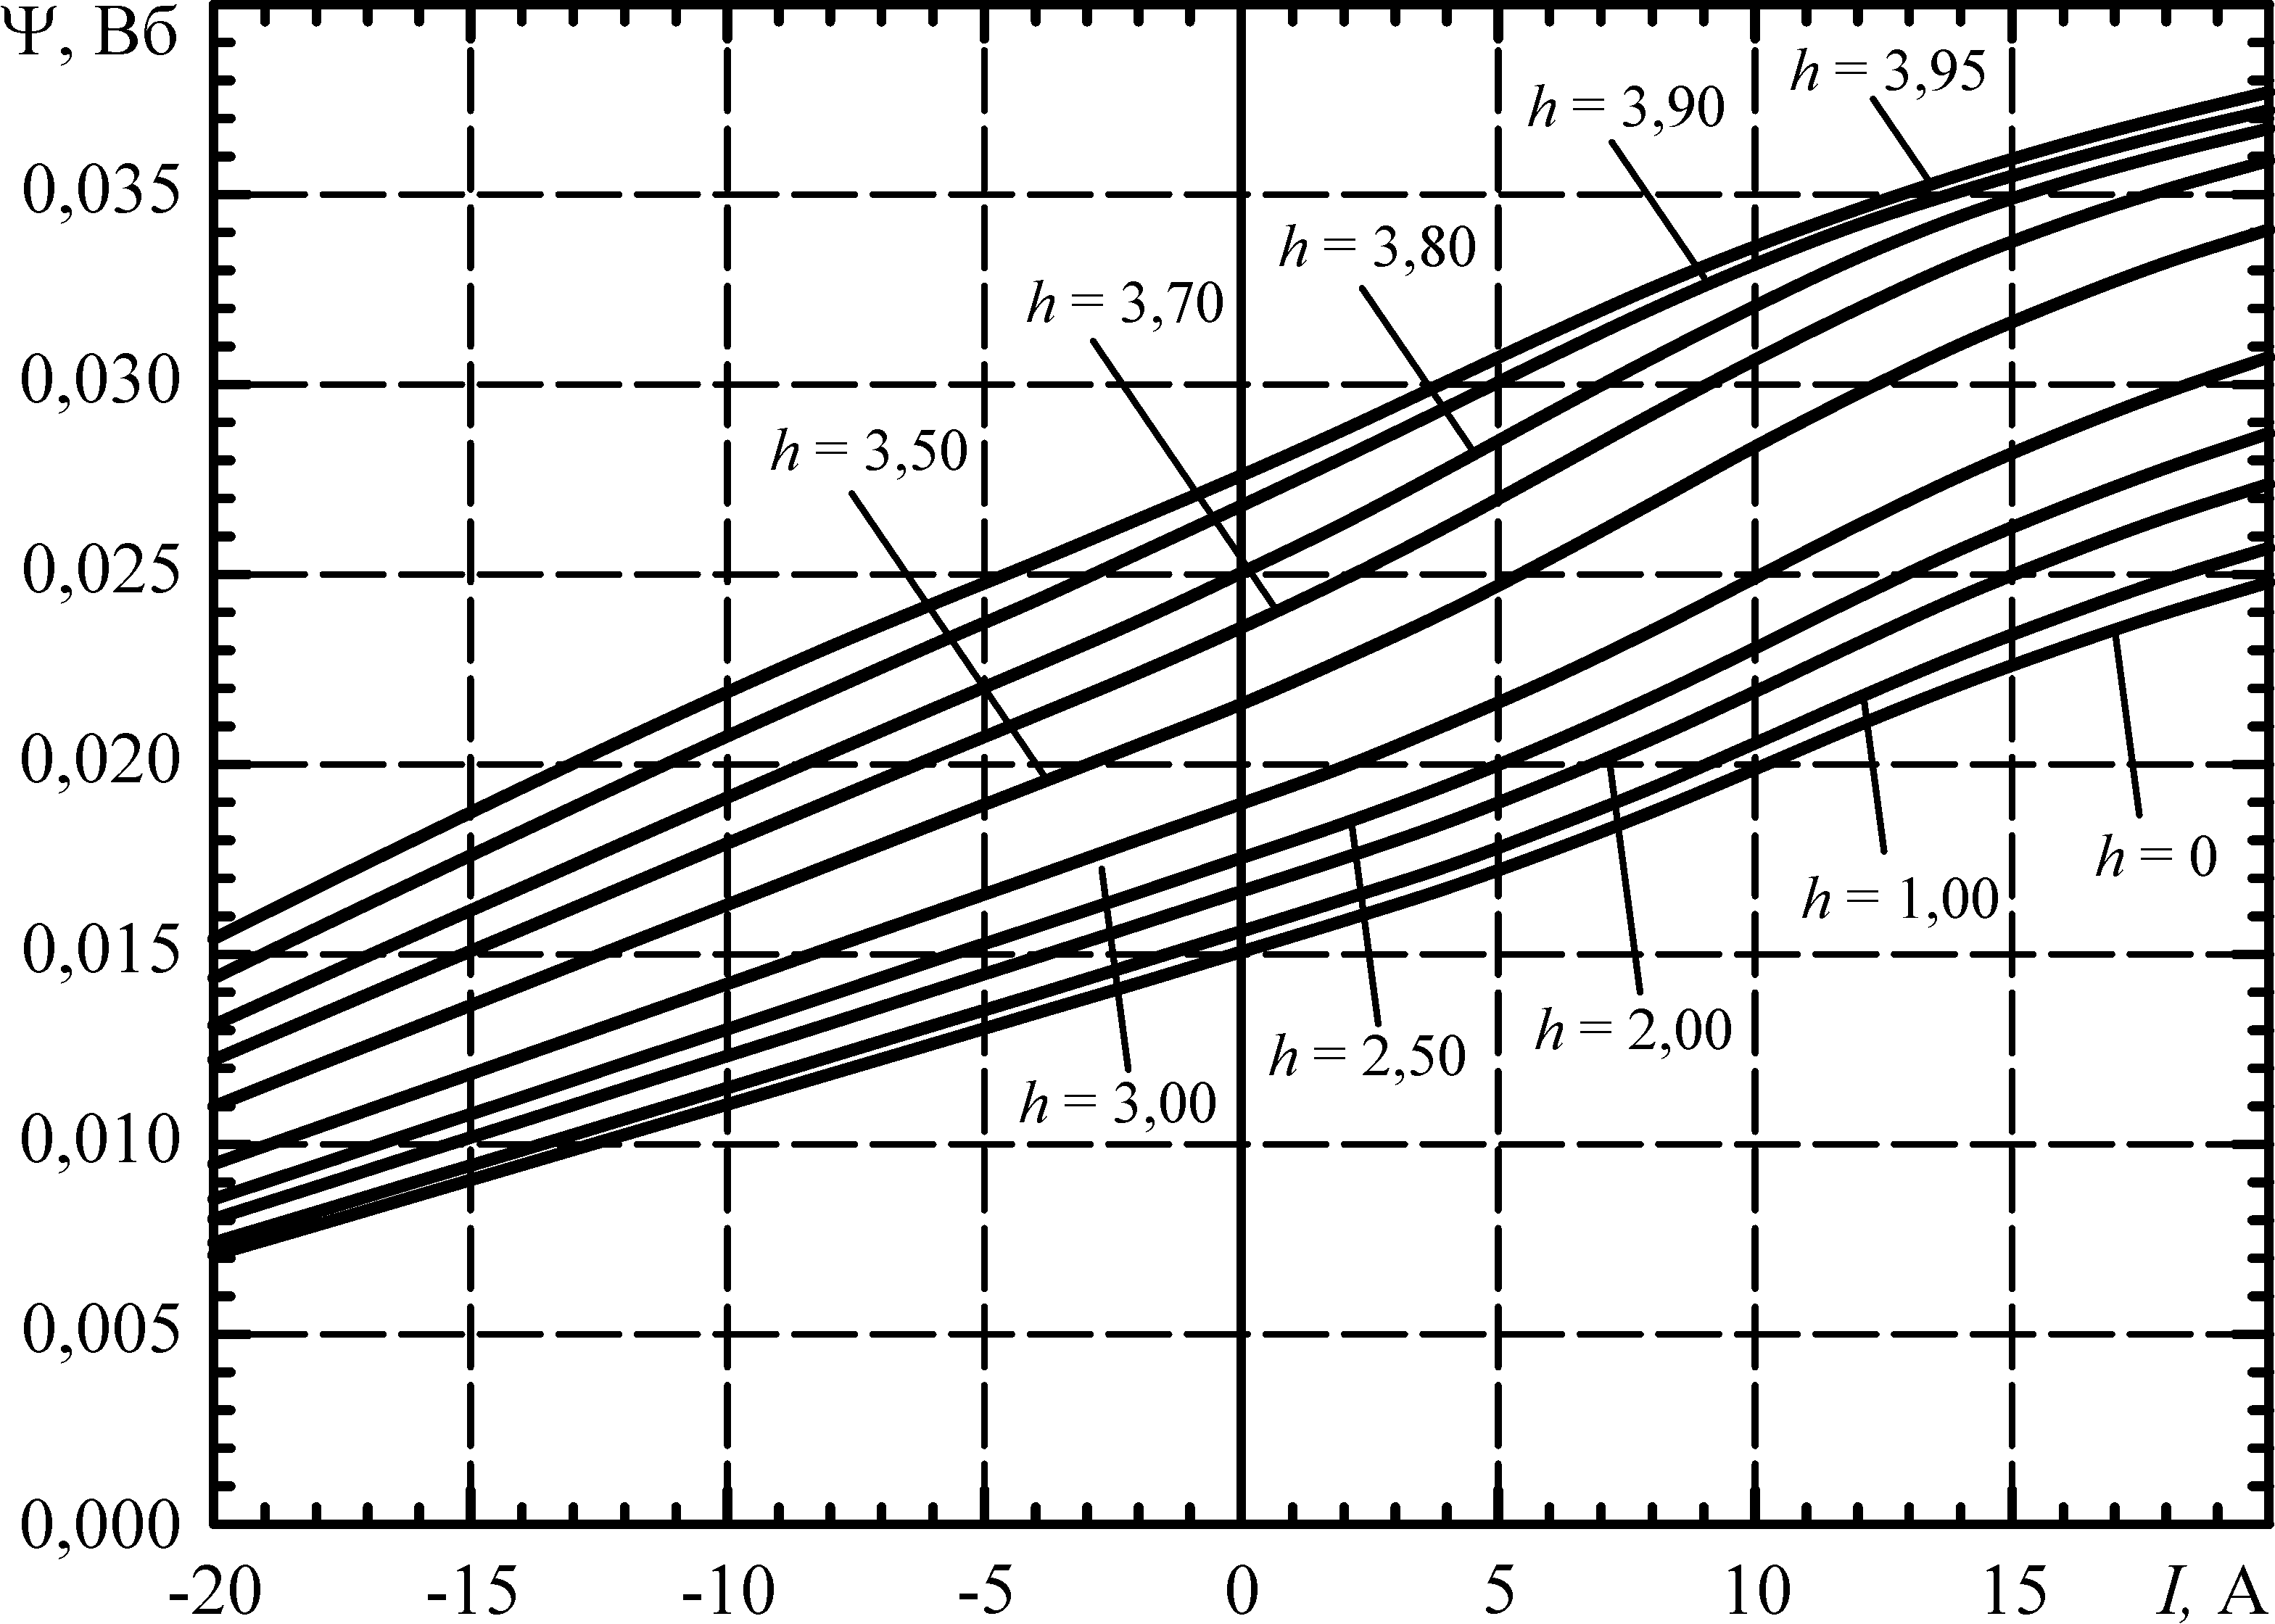 Ψ, Вб
h = 3,95
h = 3,90
0,035
h = 3,80
h = 3,70
0,030
h = 3,50
0,025
0,020
h = 0
h = 1,00
0,015
h = 2,00
h = 2,50
h = 3,00
0,010
0,005
0,000
-20 -15 -10 -5 0 5 10 15 I, А